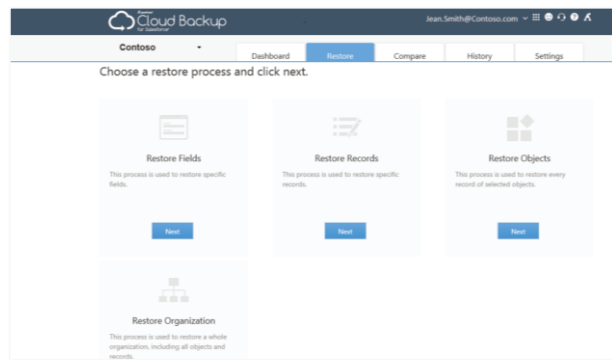 Cloud Backup
for Salesforce
Jean.Smith@Contoso.com
Contoso
Dashboard
Restore
Compare
History
Settings
Choose a restore process and click next.
Restore Fields
This process is used to restore specific
fields.
Next
Restore Records
This process is used to restore specific
records.
Next
Restore Objects
This process is used to restore every
record of selected objects.
Next
Restore Organization
This process is used to restore a whole
organization, including all objects and
records.